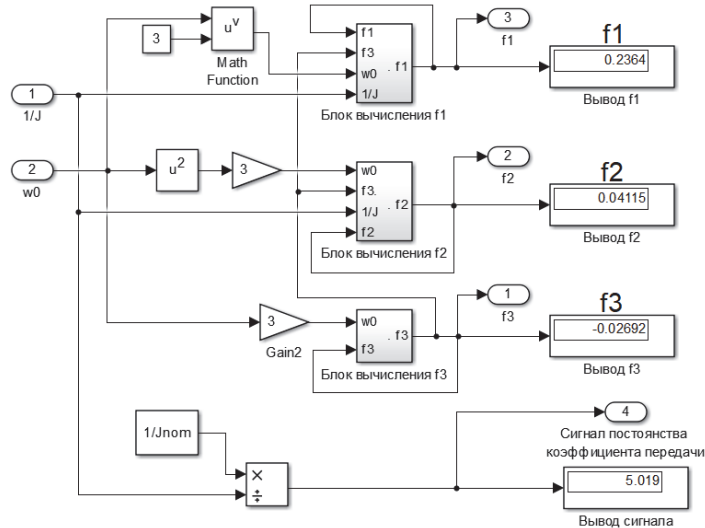 3
f1
f1
0.2364
Вывод f1
3
u^v
Math
Function
f1
f3
w0
1/J
. f1
Блок вычисления f1
1
1/J
2
w0
u^2
3
w0
f3.
1/J
f2
. f2
Блок вычисления f2
2
f2
f2
0.04115
Вывод f2
3
Gain2
w0
f3
. f3
Блок вычисления f3
1
f3
f3
-0.02692
Вывод f3
1/Jnom
×
÷
4
Сигнал постоянства
коэффициента передачи
5.019
Вывод сигнала